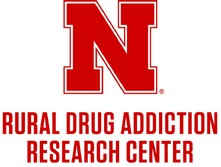 N®
RURAL DRUG ADDICTION
RESEARCH CENTER